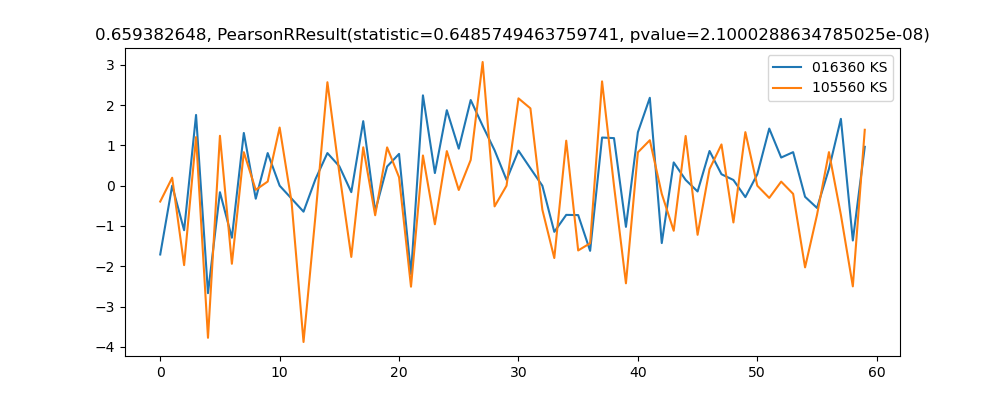 0.659382648, PearsonRResult(statistic=0.6485749463759741, pvalue=2.1000288634785025e-08)
016360 KS
105560 KS
3
2
1
0
−1
−2
−3
−4
0 10 20 30 40 50 60